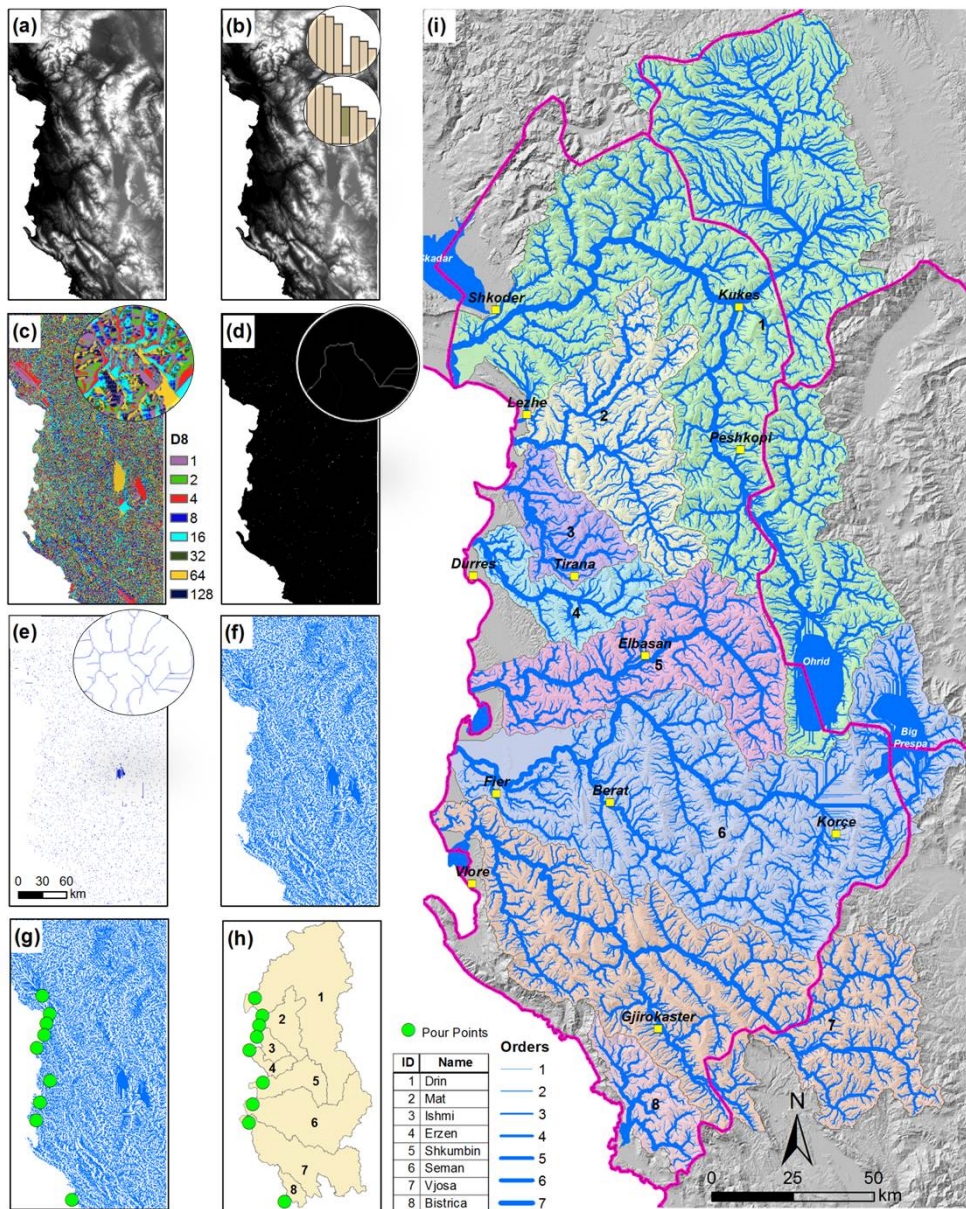 (a)
(b)
(c)
D8
1
2
4
8
16
32
64
128
(d)
(e)
0 30 60
km
(f)
(g)
(h)
1
2
3
4
5
6
7
8
Pour Points
ID Name
1 Drin
2 Mat
3 Ishmi
4 Erzen
5 Shkumbin
6 Seman
7 Vjosa
8 Bistrica
Orders
1
2
3
4
5
6
7
(i)
Skadar
Shkoder
Kukes
1
Lezhe
2
Peshkopi
3
Tirana
Durres
4
Elbasan
5
Ohrid
Big
Prespa
Fier
Berat
6
Korçe
Vlore
Gjirokaster
7
8
N
0 25 50
km